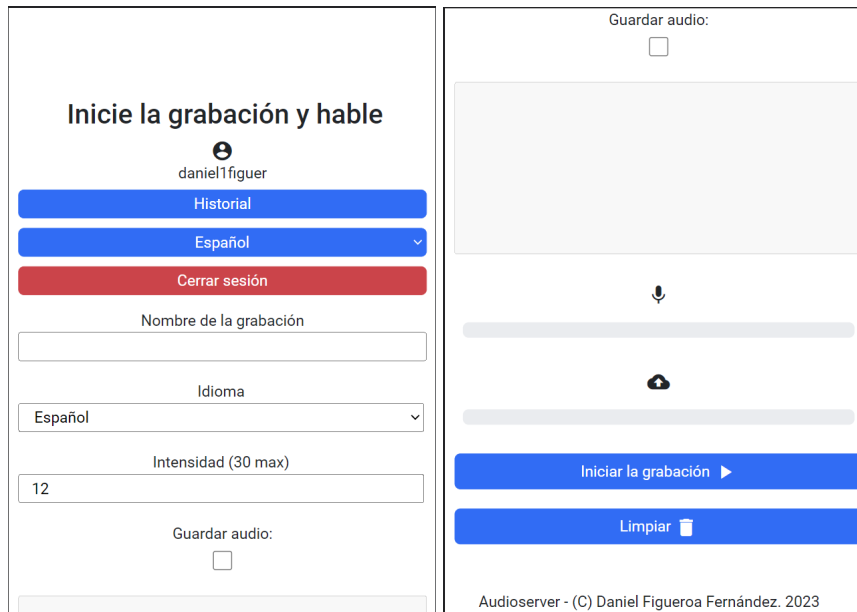 Inicie la grabación y hable
daniel1figuer
Historial
Español
Cerrar sesión
Nombre de la grabación
Idioma
Español
Intensidad (30 max)
12
Guardar audio:
Guardar audio:
Iniciar la grabación
Limpiar
Audioserver - (C) Daniel Figueroa Fernández. 2023